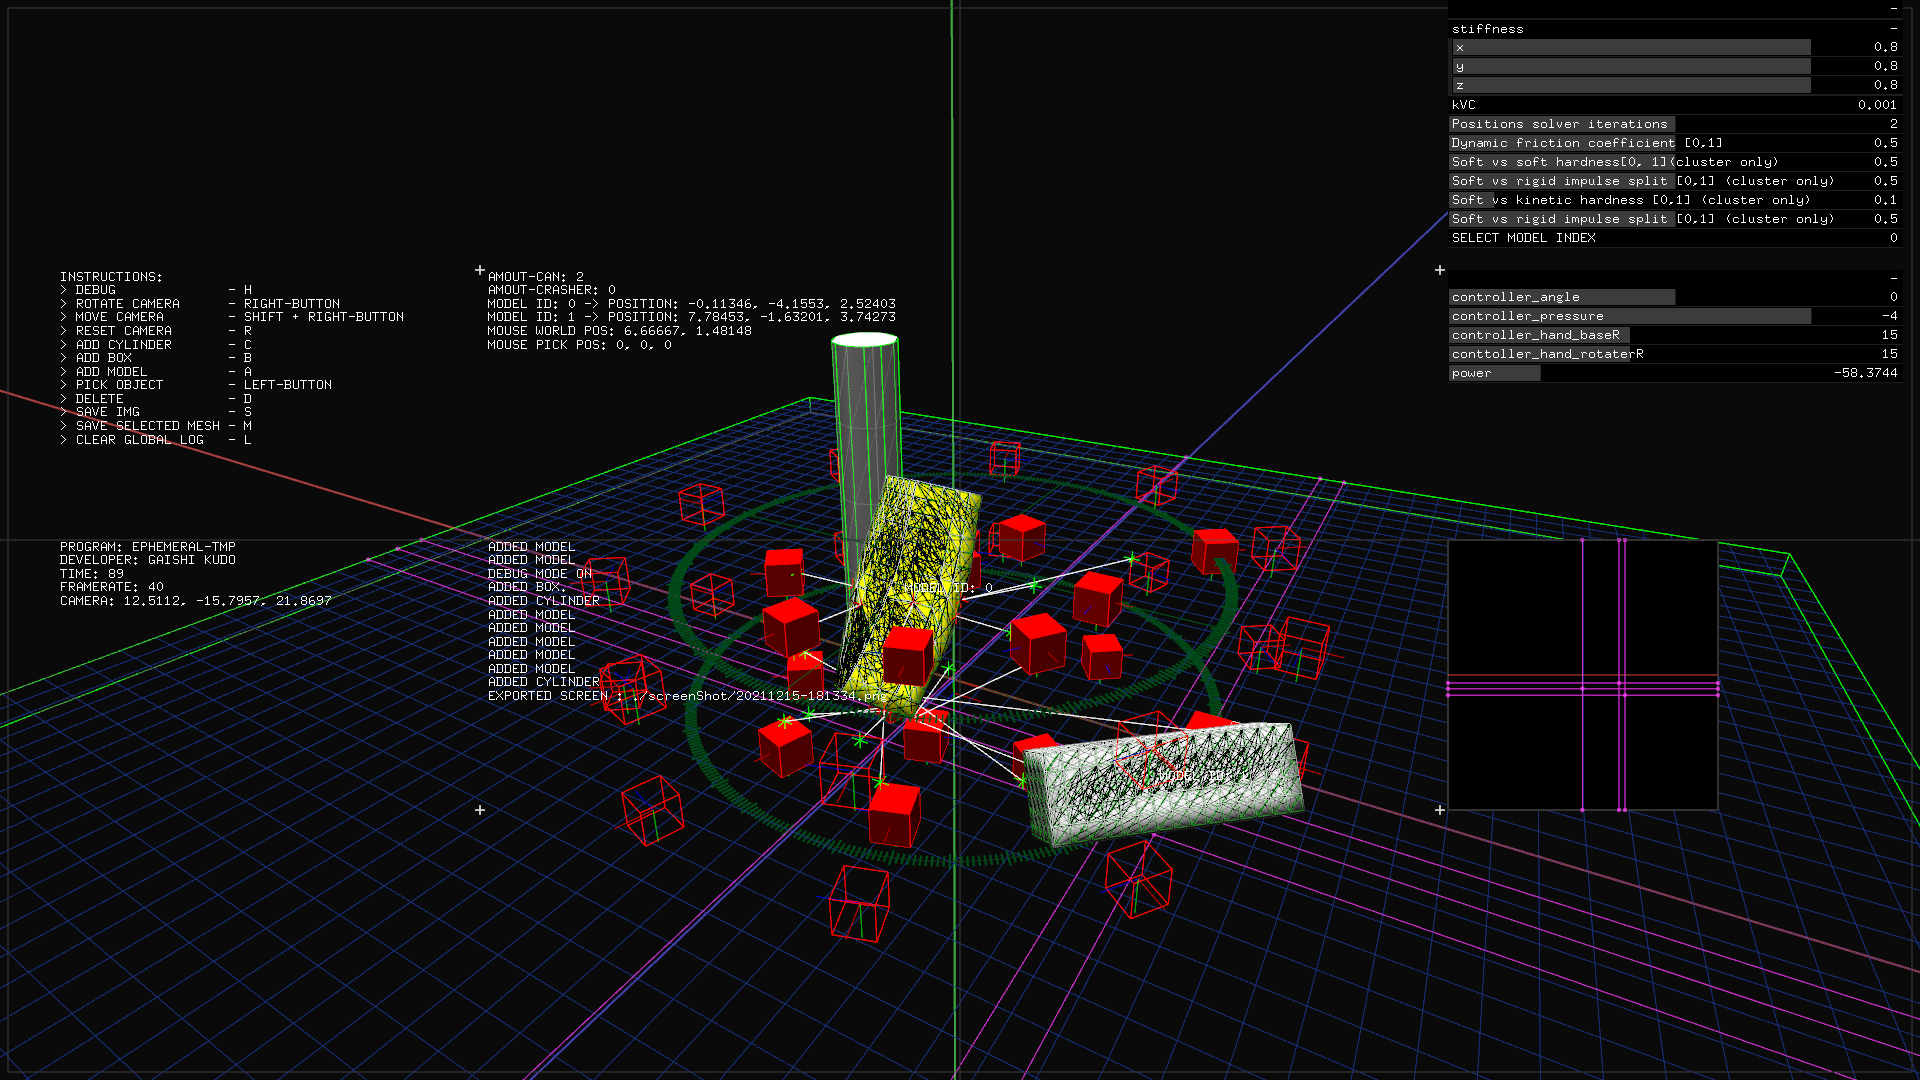 INSTRUCTIONS:
> DEBUG - H
> ROTATE CAMERA - RIGHT-BUTTON
> MOVE CAMERA - SHIFT + RIGHT-BUTTON
> RESET CAMERA - R
> ADD CYLINDER - C
> ADD BOX - B
> ADD MODEL - A
> PICK OBJECT - LEFT-BUTTON
> DELETE - D
> SAVE IMG - S
> SAVE SELECTED MESH - M
> CLEAR GLOBAL LOG - L
AMOUT-CAN: 2
AMOUT-CRASHER: 0
MODEL ID: 0 -> POSITION: -0.11346, -4.1553, 2.52403
MODEL ID: 1 -> POSITION: 7.78453, -1.63201, 3.74273
MOUSE WORLD POS: 6.66667, 1.48148
MOUSE PICK POS: 0, 0, 0
PROGRAM: EPHEMERAL-TMP
DEVELOPER: GAISHI KUDO
TIME: 89
FRAMERATE: 40
CAMERA: 12.5112, -15.7957, 21.8697
ADDED MODEL
ADDED MODEL
DEBUG MODE ON
ADDED BOX.
ADDED CYLINDER
ADDED MODEL
ADDED MODEL
ADDED MODEL
ADDED MODEL
ADDED MODEL
ADDED CYLINDER
EXPORTED SCREEN : ./screenShot/20211215-181334.png
MODEL ID: 0
MODEL ID: 1
-
stiffness -
x 0.8
y 0.8
z 0.8
kVC 0.001
Positions solver iterations 2
Dynamic friction coefficient [0,1] 0.5
Soft vs soft hardness[0, 1](cluster only) 0.5
Soft vs rigid impulse split [0,1] (cluster only) 0.5
Soft vs kinetic hardness [0,1] (cluster only) 0.1
Soft vs rigid impulse split [0,1] (cluster only) 0.5
SELECT MODEL INDEX 0
-
controller_angle 0
controller_pressure -4
controller_hand_baseR 15
conttoller_hand_rotaterR 15
power -58.3744